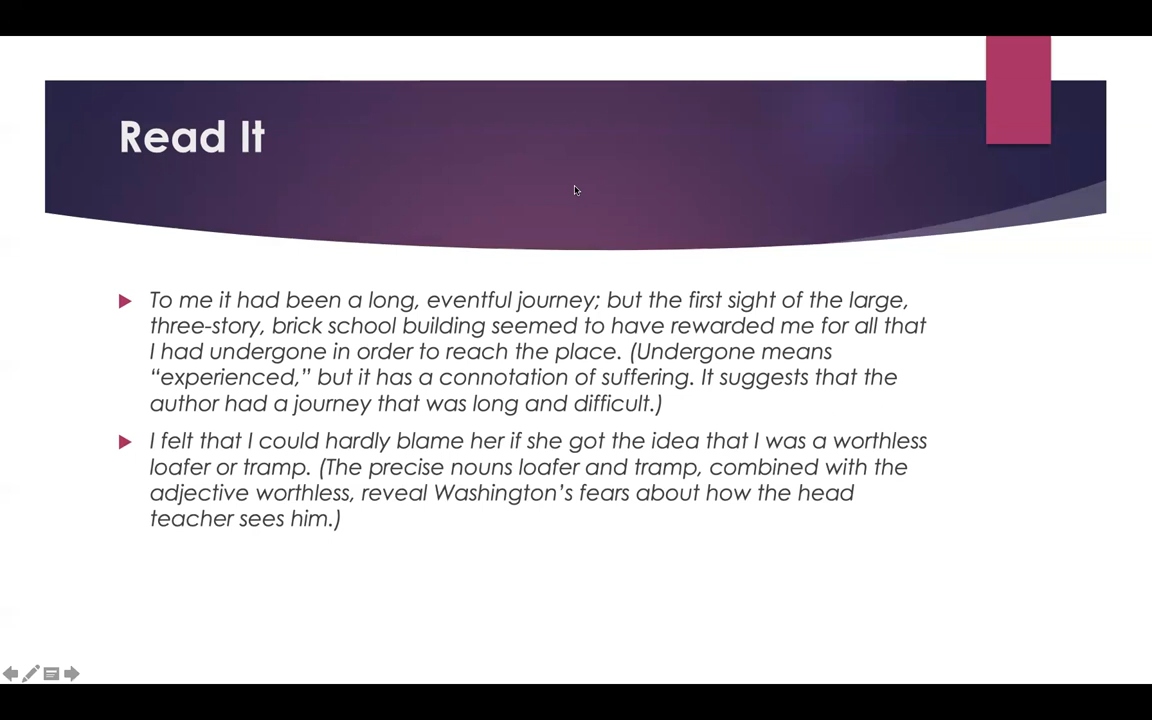 Read It
To me it had been a long, eventful journey; but the first sight of the large,
three-story, brick school building seemed to have rewarded me for all that
I had undergone in order to reach the place. (Undergone means
“experienced,” but it has a connotation of suffering. It suggests that the
author had a journey that was long and difficult.)
I felt that I could hardly blame her if she got the idea that I was a worthless
loafer or tramp. (The precise nouns loafer and tramp, combined with the
adjective worthless, reveal Washington’s fears about how the head
teacher sees him.)